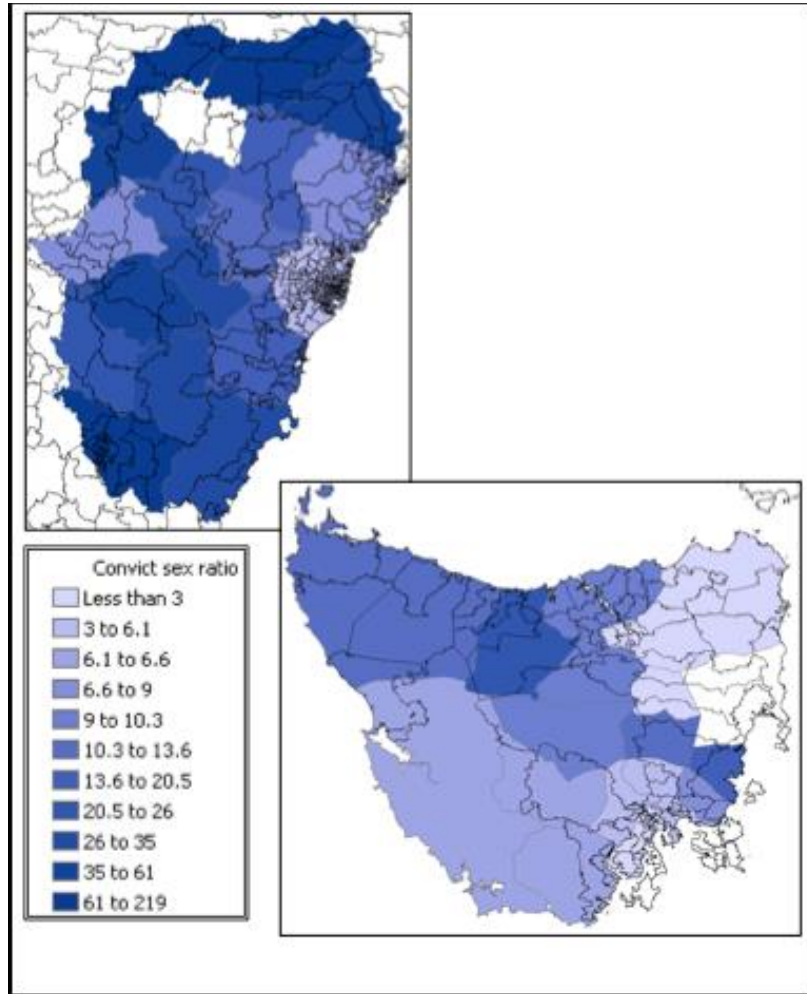 Convict sex ratio
Less than 3
3 to 6.1
6.1 to 6.6
6.6 to 9
9 to 10.3
10.3 to 13.6
13.6 to 20.5
20.5 to 26
26 to 35
35 to 61
61 to 219